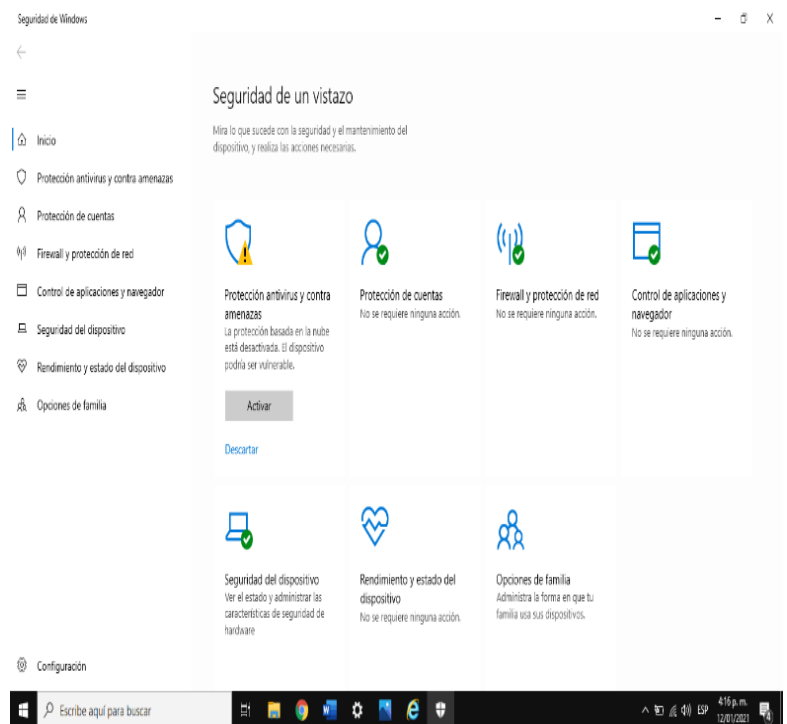 Seguridad de Windows
Inicio
Protección antivirus y contra amenazas
Protección de cuentas
Firewall y protección de red
Control de aplicaciones y navegador
Seguridad del dispositivo
Rendimiento y estado del dispositivo
Opciones de familia
Configuración
Seguridad de un vistazo
Mira lo que sucede con la seguridad y el mantenimiento del
dispositivo, y realiza las acciones necesarias.
Protección antivirus y contra
amenazas
La protección basada en la nube
está desactivada. El dispositivo
podría ser vulnerable.
Activar
Descartar
Protección de cuentas
No se requiere ninguna acción.
Firewall y protección de red
No se requiere ninguna acción.
Control de aplicaciones y
navegador
No se requiere ninguna acción.
Seguridad del dispositivo
Ver el estado y administrar las
características de seguridad de
hardware
Rendimiento y estado del
dispositivo
No se requiere ninguna acción.
Opciones de familia
Administra la forma en que tu
familia usa sus dispositivos.
Escribe aquí para buscar
ESP
4:16 p. m.
12/01/2021
4